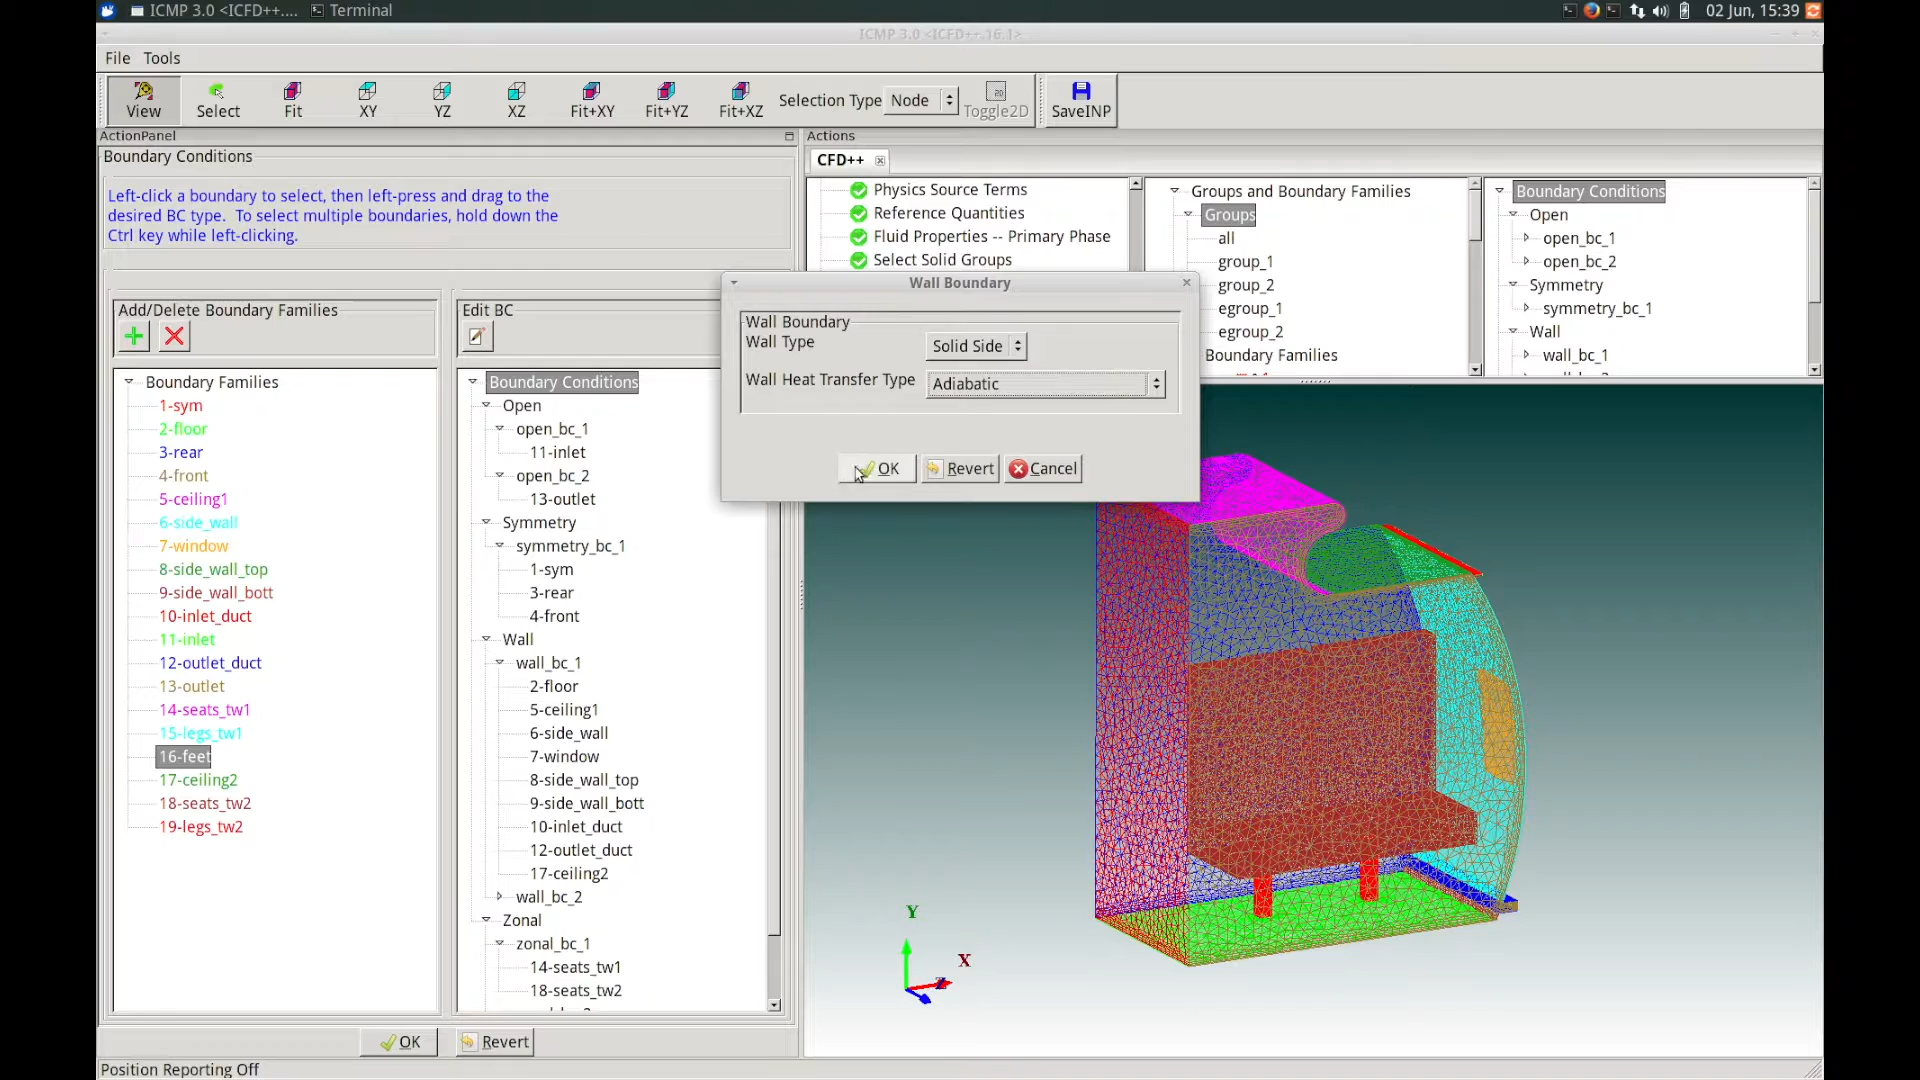 ICMP 3.0 <ICFD++.... Terminal 02 Jun, 15:39
ICMP 3.0 <ICFD++.16.1>
File Tools
View Select Fit XY YZ XZ Fit+XY Fit+YZ Fit+XZ Selection Type Node Toggle2D SaveINP
ActionPanel
Boundary Conditions
Left-click a boundary to select, then left-press and drag to the
desired BC type. To select multiple boundaries, hold down the
Ctrl key while left-clicking.
Add/Delete Boundary Families
Boundary Families
1-sym
2-floor
3-rear
4-front
5-ceiling1
6-side_wall
7-window
8-side_wall_top
9-side_wall_bott
10-inlet_duct
11-inlet
12-outlet_duct
13-outlet
14-seats_tw1
15-legs_tw1
16-feet
17-ceiling2
18-seats_tw2
19-legs_tw2
Edit BC
Boundary Conditions
Open
open_bc_1
11-inlet
open_bc_2
13-outlet
Symmetry
symmetry_bc_1
1-sym
3-rear
4-front
Wall
wall_bc_1
2-floor
5-ceiling1
6-side_wall
7-window
8-side_wall_top
9-side_wall_bott
10-inlet_duct
12-outlet_duct
17-ceiling2
wall_bc_2
Zonal
zonal_bc_1
14-seats_tw1
18-seats_tw2
OK Revert
Position Reporting Off
Actions
CFD++
Physics Source Terms
Reference Quantities
Fluid Properties -- Primary Phase
Select Solid Groups
Groups and Boundary Families
Groups
all
group_1
group_2
egroup_1
egroup_2
Boundary Families
Boundary Conditions
Open
open_bc_1
open_bc_2
Symmetry
symmetry_bc_1
Wall
wall_bc_1
Wall Boundary
Wall Boundary
Wall Type Solid Side
Wall Heat Transfer Type Adiabatic
OK Revert Cancel
Y
X
Z